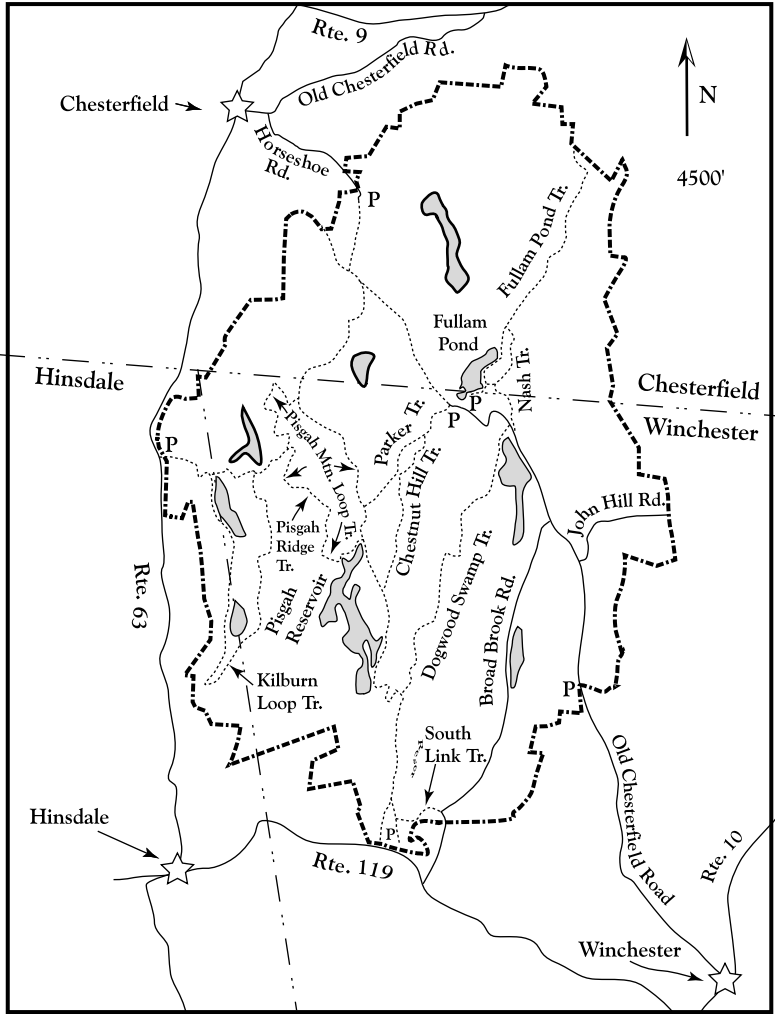 Rte. 9
Old Chesterfield Rd.
Chesterfield
N
Horseshoe
Rd.
4500'
P
Fullam Pond Tr.
Fullam
Pond
Nash Tr.
Hinsdale
Chesterfield
P
P
Winchester
P
Parker Tr.
Pisgah Mtn. Loop Tr.
Chestnut Hill Tr.
John Hill Rd.
Pisgah
Ridge
Tr.
Dogwood Swamp Tr.
Rte. 63
Pisgah
Reservoir
Broad Brook Rd.
Kilburn
Loop Tr.
P
South
Link Tr.
Old Chesterfield Road
Hinsdale
P
Rte. 119
Rte. 10
Winchester